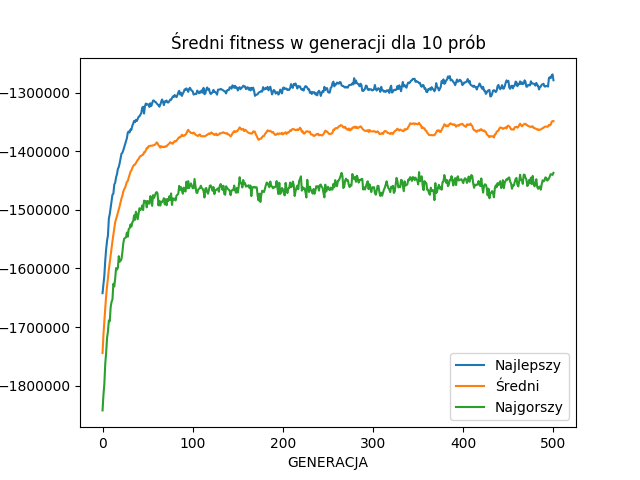 Średni fitness w generacji dla 10 prób
−1300000
−1400000
−1500000
−1600000
−1700000
−1800000
0 100 200 300 400 500
GENERACJA
Najlepszy
Średni
Najgorszy